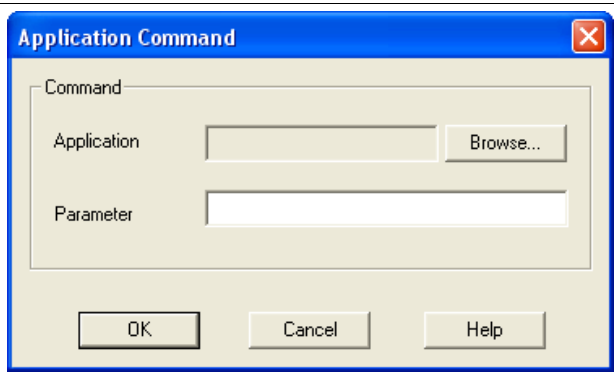 Application Command
Command
Application
Browse...
Parameter
OK Cancel Help